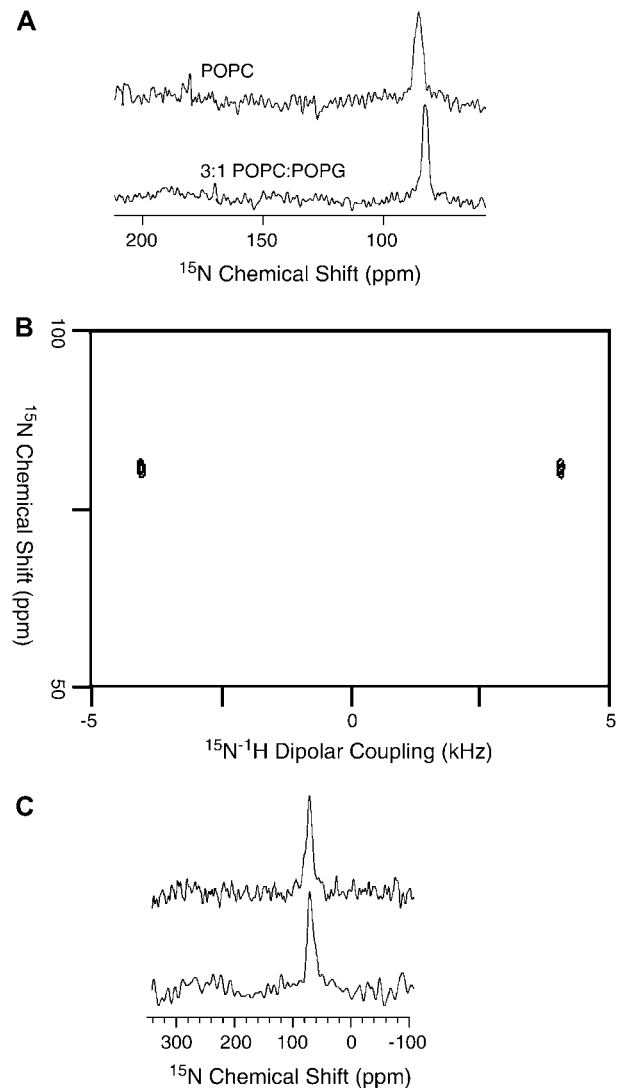 A
POPC
3:1 POPC:POPG
200 150 100
¹⁵N Chemical Shift (ppm)
B
100
¹⁵N Chemical Shift (ppm)
50
-5 0 5
¹⁵N-¹H Dipolar Coupling (kHz)
C
300 200 100 0 -100
¹⁵N Chemical Shift (ppm)